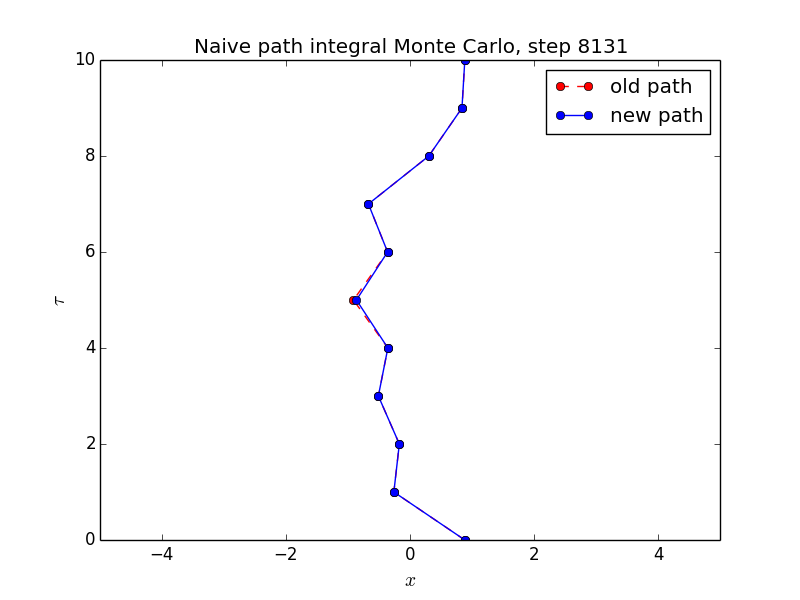 Naive path integral Monte Carlo, step 8131
10
old path
new path
8
6
τ
4
2
0
−4
−2
0
2
4
x